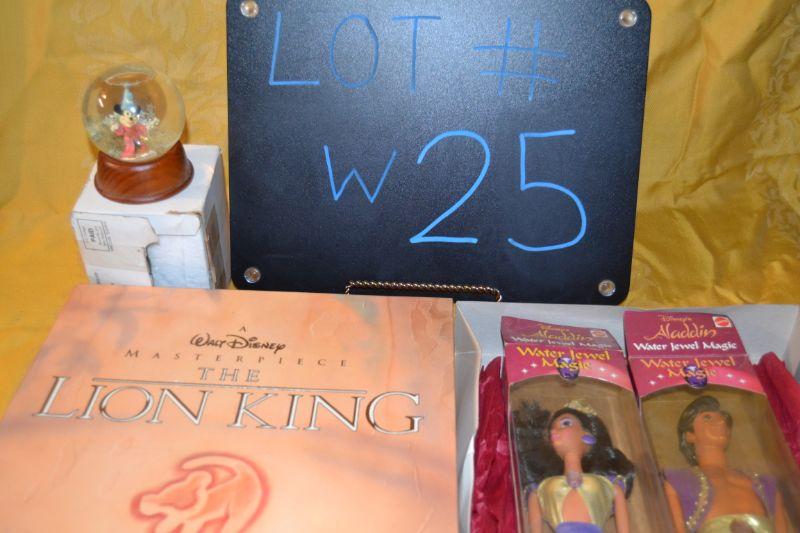 LOT #
W25
PAID
A
WALT DISNEY
MASTERPIECE
THE
LION KING
Disney's
Water Jewel Magic
Water Jewel
Magic
Disney's
Aladdin
Water Jewel Magic
Water Jewel
Magic